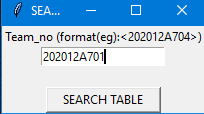 SEA...
Team_no (format(eg):<202012A704>)
202012A701
SEARCH TABLE